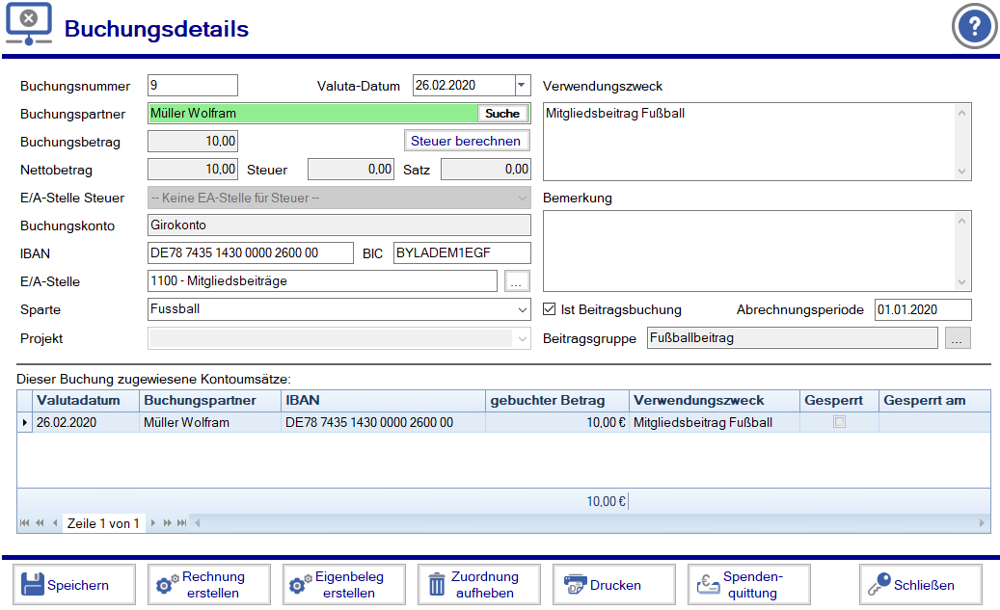 Buchungsdetails
?
Buchungsnummer 9 Valuta-Datum 26.02.2020 Verwendungszweck
Buchungspartner Müller Wolfram Suche Mitgliedsbeitrag Fußball
Buchungsbetrag 10,00 Steuer berechnen
Nettobetrag 10,00 Steuer 0,00 Satz 0,00
E/A-Stelle Steuer -- Keine EA-Stelle für Steuer -- Bemerkung
Buchungskonto Girokonto
IBAN DE78 7435 1430 0000 2600 00 BIC BYLADEM1EGF
E/A-Stelle 1100 - Mitgliedsbeiträge ...
Sparte Fussball Ist Beitragsbuchung Abrechnungsperiode 01.01.2020
Projekt Beitragsgruppe Fußballbeitrag ...
Dieser Buchung zugewiesene Kontoumsätze:
Valutadatum Buchungspartner IBAN gebuchter Betrag Verwendungszweck Gesperrt Gesperrt am
26.02.2020 Müller Wolfram DE78 7435 1430 0000 2600 00 10,00 € Mitgliedsbeitrag Fußball
10,00 €
Zeile 1 von 1
Speichern
Rechnung
erstellen
Eigenbeleg
erstellen
Zuordnung
aufheben
Drucken
Spenden-
quittung
Schließen